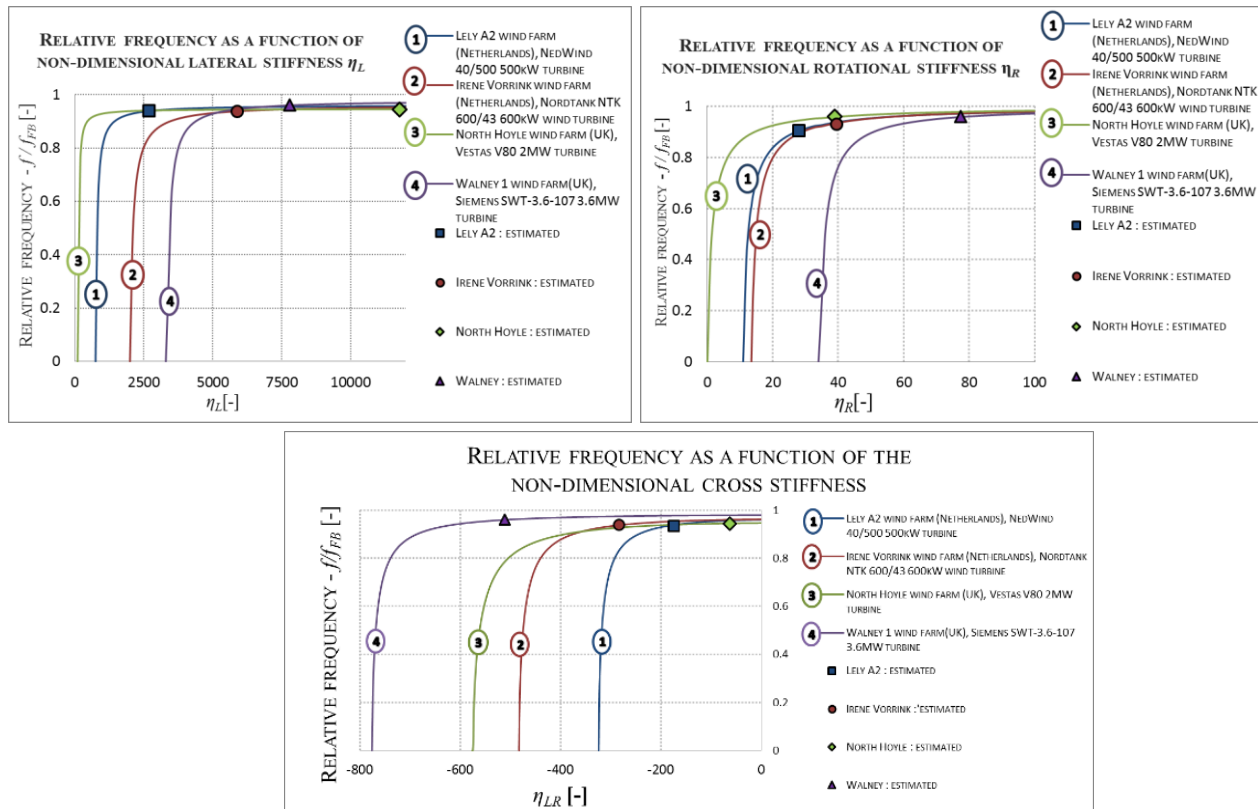 RELATIVE FREQUENCY AS A FUNCTION OF
NON-DIMENSIONAL LATERAL STIFFNESS ηL
RELATIVE FREQUENCY - f / fFB [-]
1
0.8
0.6
0.4
0.2
0
0
2500
5000
7500
10000
ηL[-]
3
1
2
4
1
LELY A2 WIND FARM
(NETHERLANDS), NEDWIND
40/500 500KW TURBINE
2
IRENE VORRINK WIND FARM
(NETHERLANDS), NORDTANK NTK
600/43 600KW WIND TURBINE
3
NORTH HOYLE WIND FARM (UK),
VESTAS V80 2MW TURBINE
4
WALNEY 1 WIND FARM(UK),
SIEMENS SWT-3.6-107 3.6MW
TURBINE
LELY A2 : ESTIMATED
IRENE VORRINK : ESTIMATED
NORTH HOYLE : ESTIMATED
WALNEY : ESTIMATED
RELATIVE FREQUENCY AS A FUNCTION OF
NON-DIMENSIONAL ROTATIONAL STIFFNESS ηR
RELATIVE FREQUENCY - f / fFB [-]
1
0.8
0.6
0.4
0.2
0
0
20
40
60
80
100
ηR[-]
3
1
2
4
1
LELY A2 WIND FARM
(NETHERLANDS), NEDWIND
40/500 500KW TURBINE
2
IRENE VORRINK WIND FARM
(NETHERLANDS), NORDTANK NTK
600/43 600KW WIND TURBINE
3
NORTH HOYLE WIND FARM (UK),
VESTAS V80 2MW TURBINE
4
WALNEY 1 WIND FARM(UK),
SIEMENS SWT-3.6-107 3.6MW
TURBINE
LELY A2 : ESTIMATED
IRENE VORRINK : ESTIMATED
NORTH HOYLE : ESTIMATED
WALNEY : ESTIMATED
RELATIVE FREQUENCY AS A FUNCTION OF THE
NON-DIMENSIONAL CROSS STIFFNESS
RELATIVE FREQUENCY - f/fFB [-]
1
0.8
0.6
0.4
0.2
0
-800
-600
-400
-200
0
ηLR [-]
4
3
2
1
1
LELY A2 WIND FARM (NETHERLANDS), NEDWIND
40/500 500KW TURBINE
2
IRENE VORRINK WIND FARM (NETHERLANDS), NORDTANK
NTK 600/43 600KW WIND TURBINE
3
NORTH HOYLE WIND FARM (UK), VESTAS V80 2MW
TURBINE
4
WALNEY 1 WIND FARM(UK), SIEMENS SWT-3.6-107
3.6MW TURBINE
LELY A2 : ESTIMATED
IRENE VORRINK :'ESTIMATED
NORTH HOYLE : ESTIMATED
WALNEY : ESTIMATED